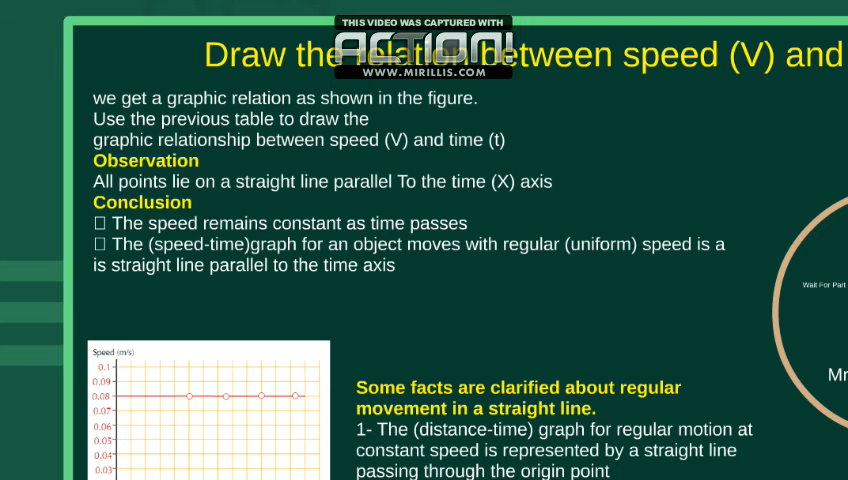 THIS VIDEO WAS CAPTURED WITH
ACTION!
WWW.MIRILLIS.COM
Draw the relation between speed (V) and
we get a graphic relation as shown in the figure.
Use the previous table to draw the
graphic relationship between speed (V) and time (t)
Observation
All points lie on a straight line parallel To the time (X) axis
Conclusion
The speed remains constant as time passes
The (speed-time)graph for an object moves with regular (uniform) speed is a
is straight line parallel to the time axis
Wait For Part
Mr
Speed (m/s)
0.1
0.09
0.08
0.07
0.06
0.05
0.04
0.03
Some facts are clarified about regular
movement in a straight line.
1- The (distance-time) graph for regular motion at
constant speed is represented by a straight line
passing through the origin point